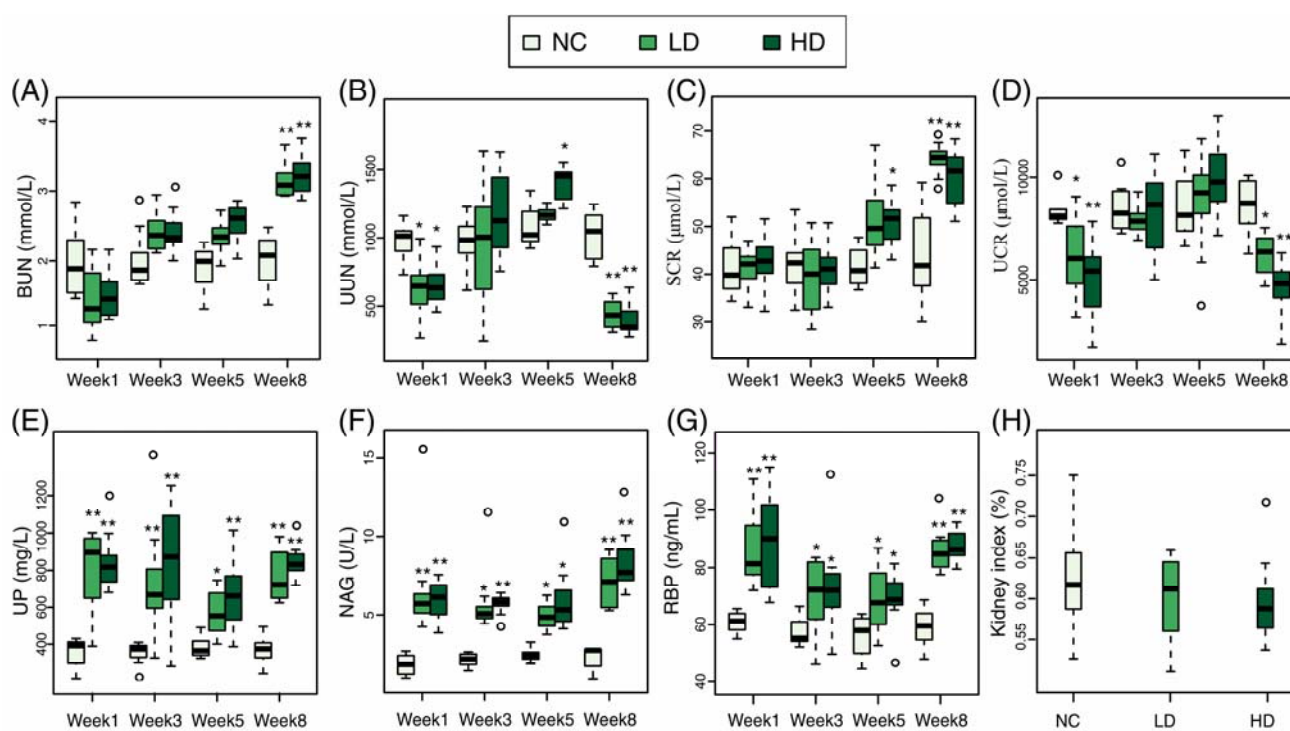 NC LD HD
(A) (B) (C) (D)
BUN (mmol/L)
4
3
2
1
** **
Week1 Week3 Week5 Week8
UUN (mmol/L)
1500
1000
500
* * * ** **
Week1 Week3 Week5 Week8
SCR (μmol/L)
70
60
50
40
30
* ** **
Week1 Week3 Week5 Week8
UCR (μmol/L)
10000
5000
* ** * **
Week1 Week3 Week5 Week8
(E) (F) (G) (H)
UP (mg/L)
1200
1000
800
600
400
** ** ** ** * ** ** **
Week1 Week3 Week5 Week8
NAG (U/L)
15
10
5
** ** * ** * * ** **
Week1 Week3 Week5 Week8
RBP (ng/mL)
120
100
80
60
40
** ** * * * * ** **
Week1 Week3 Week5 Week8
Kidney index (%)
0.75
0.70
0.65
0.60
0.55
NC LD HD